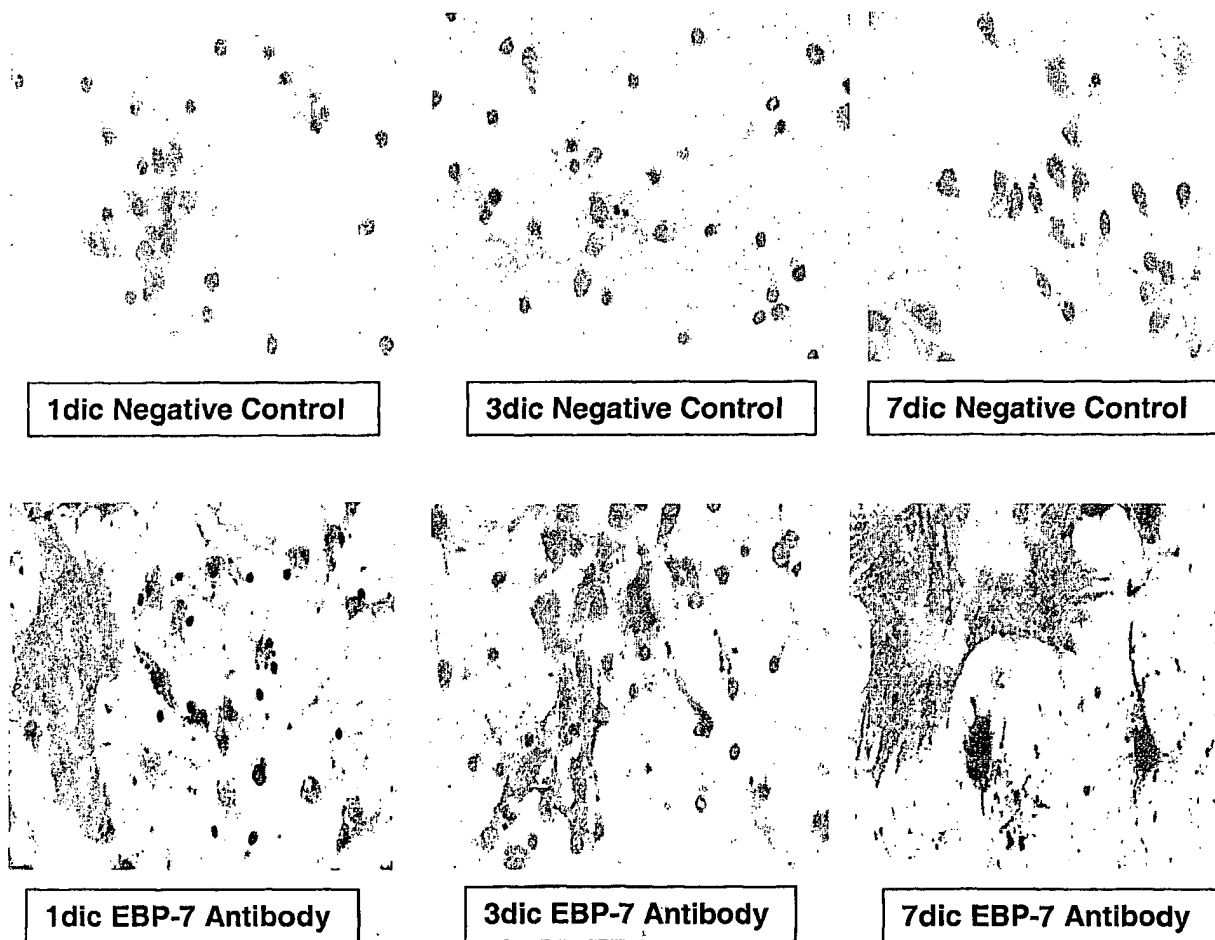 1dic Negative Control
3dic Negative Control
7dic Negative Control
1dic EBP-7 Antibody
3dic EBP-7 Antibody
7dic EBP-7 Antibody